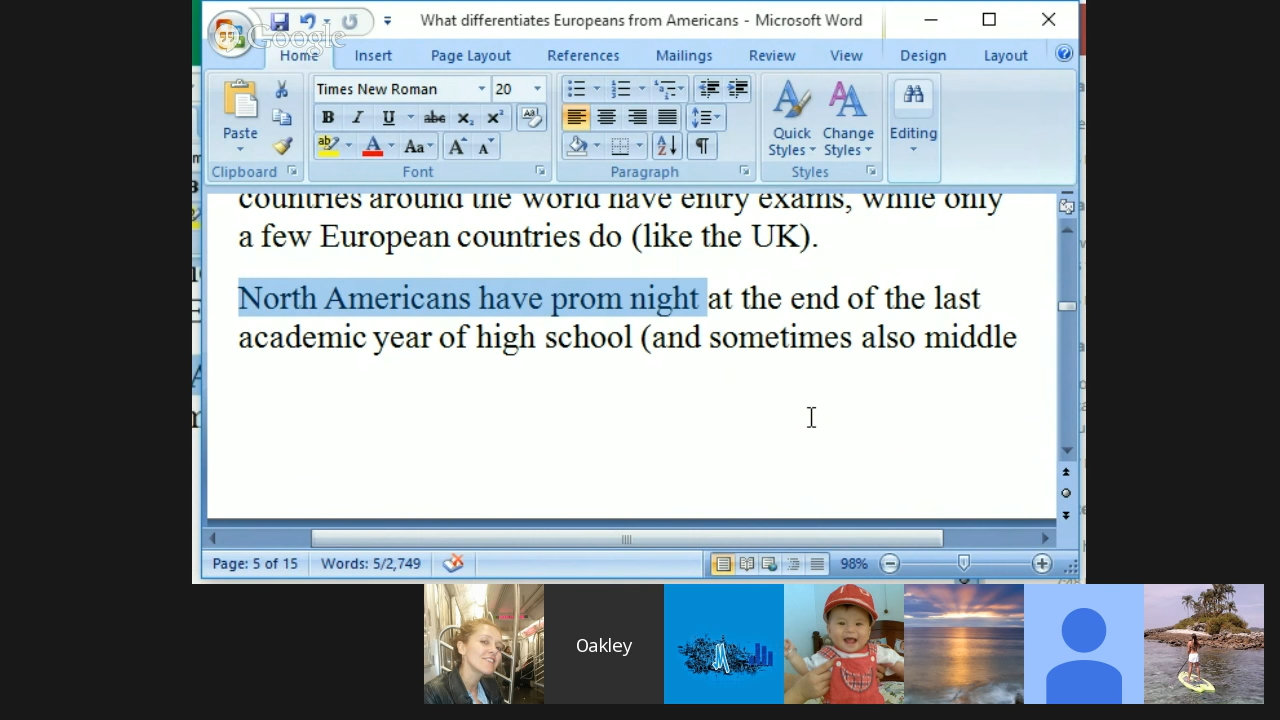 What differentiates Europeans from Americans - Microsoft Word
Google
Home Insert Page Layout References Mailings Review View Design Layout
Times New Roman 20
Paste
Quick Styles
Change Styles
Editing
Clipboard Font Paragraph Styles
countries around the world have entry exams, while only
a few European countries do (like the UK).
North Americans have prom night at the end of the last
academic year of high school (and sometimes also middle
Page: 5 of 15 Words: 5/2,749 98%
Oakley